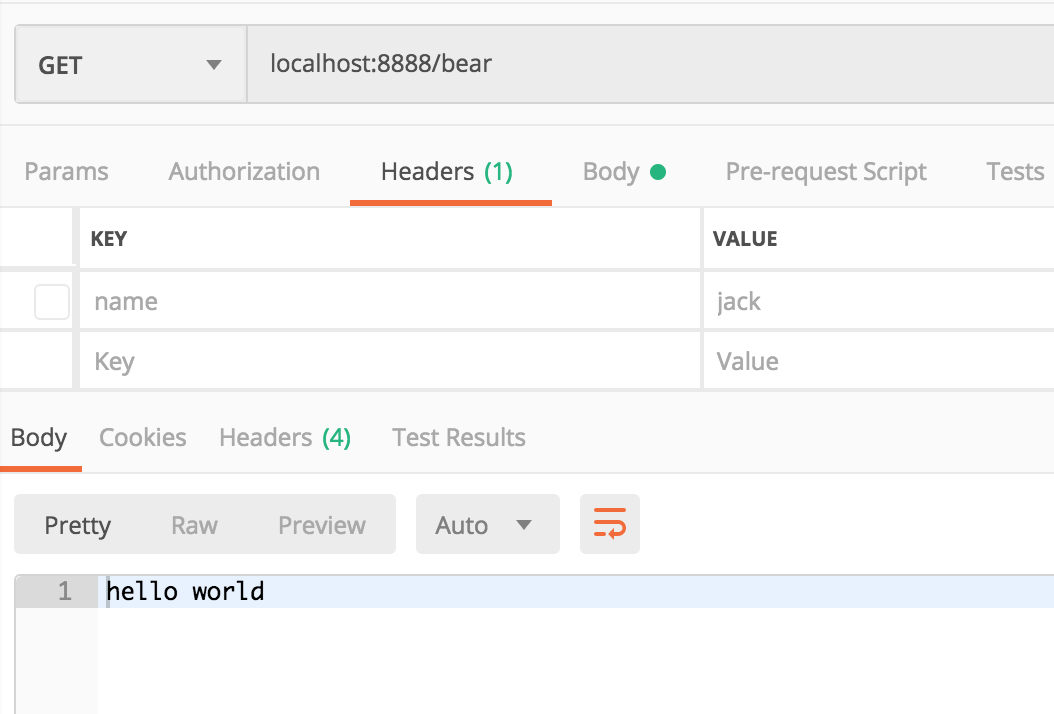 GET localhost:8888/bear
Params Authorization Headers (1) Body Pre-request Script Tests
KEY VALUE
name jack
Key Value
Body Cookies Headers (4) Test Results
Pretty Raw Preview Auto
1 hello world